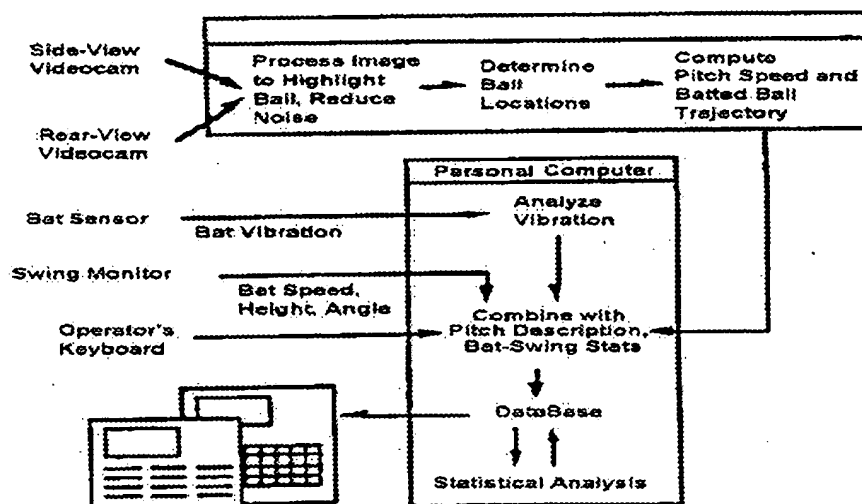 Side-View
Videocam
Process Image
to Highlight
Ball, Reduce
Noise
Determine
Ball
Locations
Compute
Pitch Speed and
Batted Ball
Trajectory
Rear-View
Videocam
Personal Computer
Bat Sensor
Bat Vibration
Analyze
Vibration
Swing Monitor
Bat Speed,
Height, Angle
Operator's
Keyboard
Combine with
Pitch Description,
Bat-Swing Stats
DataBase
Statistical Analysis